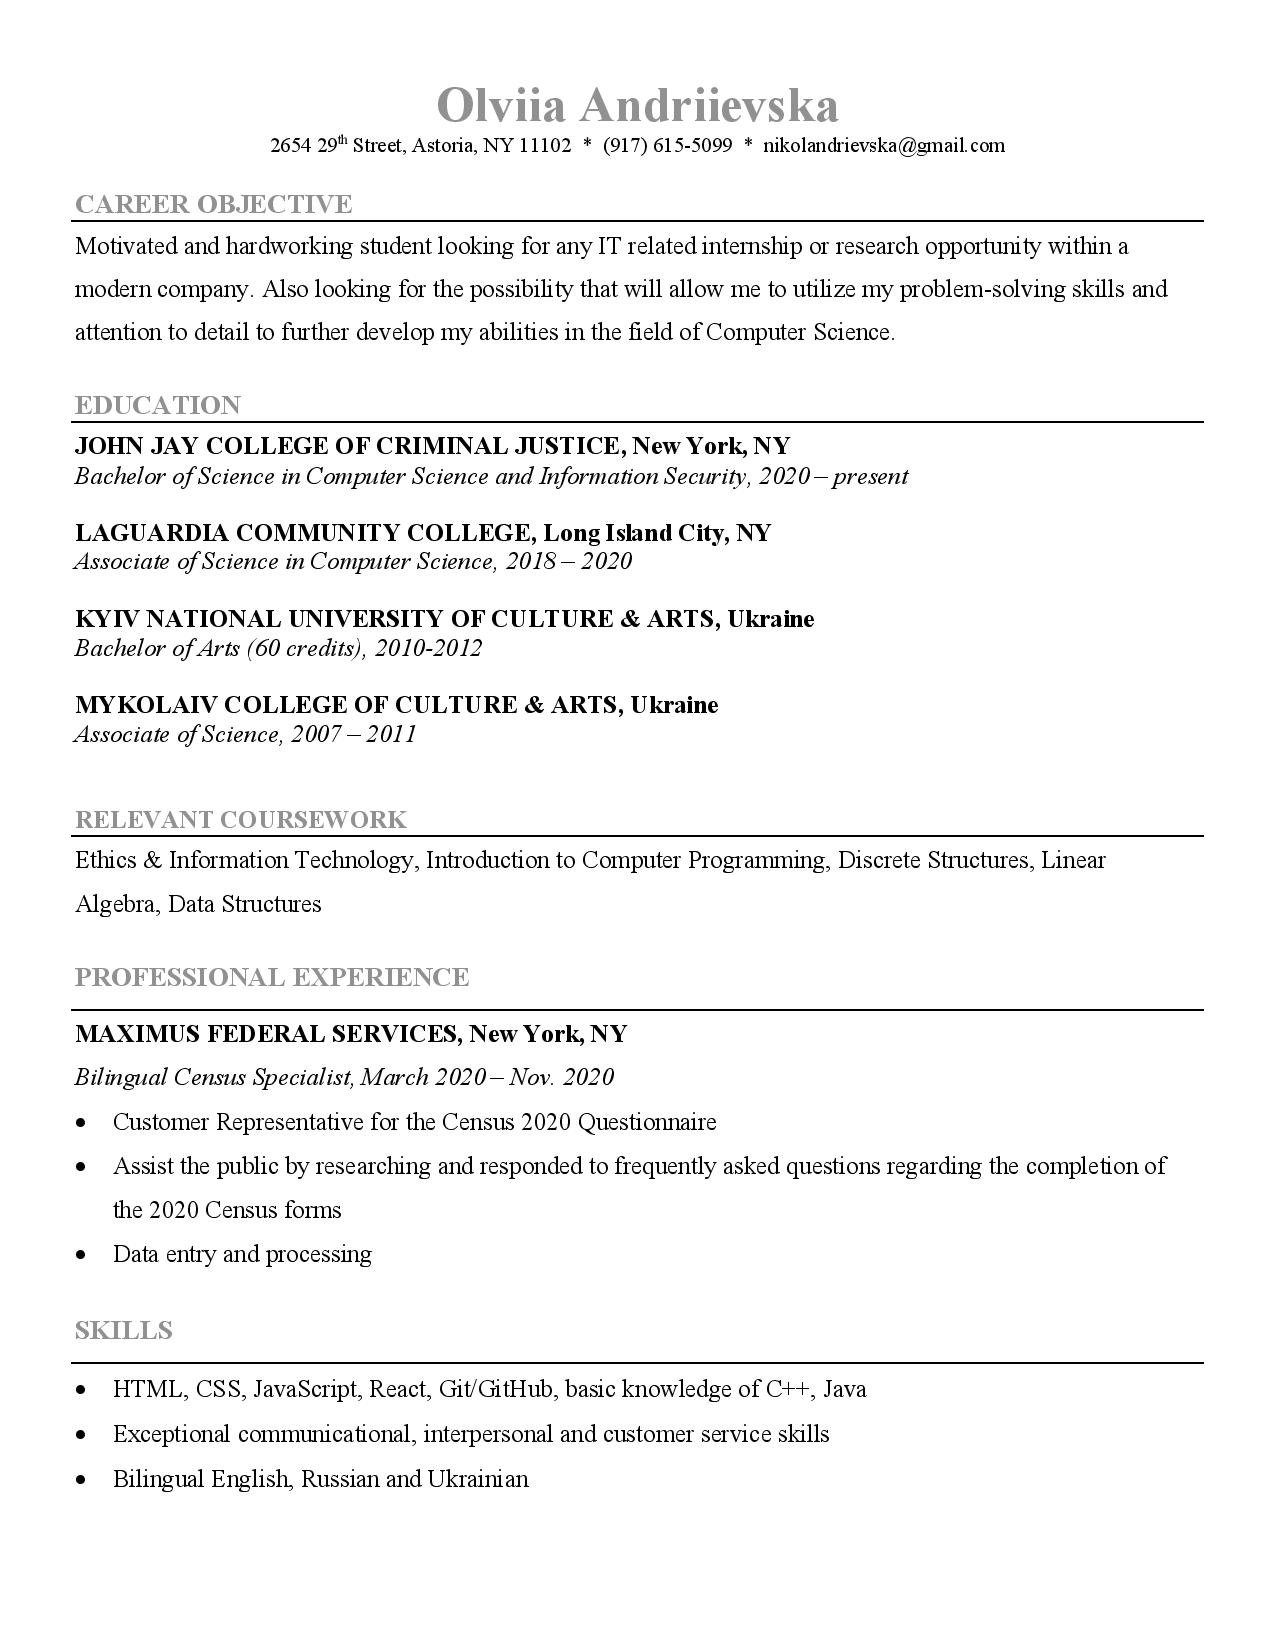 Olviia Andriievska
2654 29th Street, Astoria, NY 11102 * (917) 615-5099 * nikolandrievska@gmail.com
CAREER OBJECTIVE
Motivated and hardworking student looking for any IT related internship or research opportunity within a
modern company. Also looking for the possibility that will allow me to utilize my problem-solving skills and
attention to detail to further develop my abilities in the field of Computer Science.
EDUCATION
JOHN JAY COLLEGE OF CRIMINAL JUSTICE, New York, NY
Bachelor of Science in Computer Science and Information Security, 2020 – present
LAGUARDIA COMMUNITY COLLEGE, Long Island City, NY
Associate of Science in Computer Science, 2018 – 2020
KYIV NATIONAL UNIVERSITY OF CULTURE & ARTS, Ukraine
Bachelor of Arts (60 credits), 2010-2012
MYKOLAIV COLLEGE OF CULTURE & ARTS, Ukraine
Associate of Science, 2007 – 2011
RELEVANT COURSEWORK
Ethics & Information Technology, Introduction to Computer Programming, Discrete Structures, Linear
Algebra, Data Structures
PROFESSIONAL EXPERIENCE
MAXIMUS FEDERAL SERVICES, New York, NY
Bilingual Census Specialist, March 2020 – Nov. 2020
• Customer Representative for the Census 2020 Questionnaire
• Assist the public by researching and responded to frequently asked questions regarding the completion of
the 2020 Census forms
• Data entry and processing
SKILLS
• HTML, CSS, JavaScript, React, Git/GitHub, basic knowledge of C++, Java
• Exceptional communicational, interpersonal and customer service skills
• Bilingual English, Russian and Ukrainian